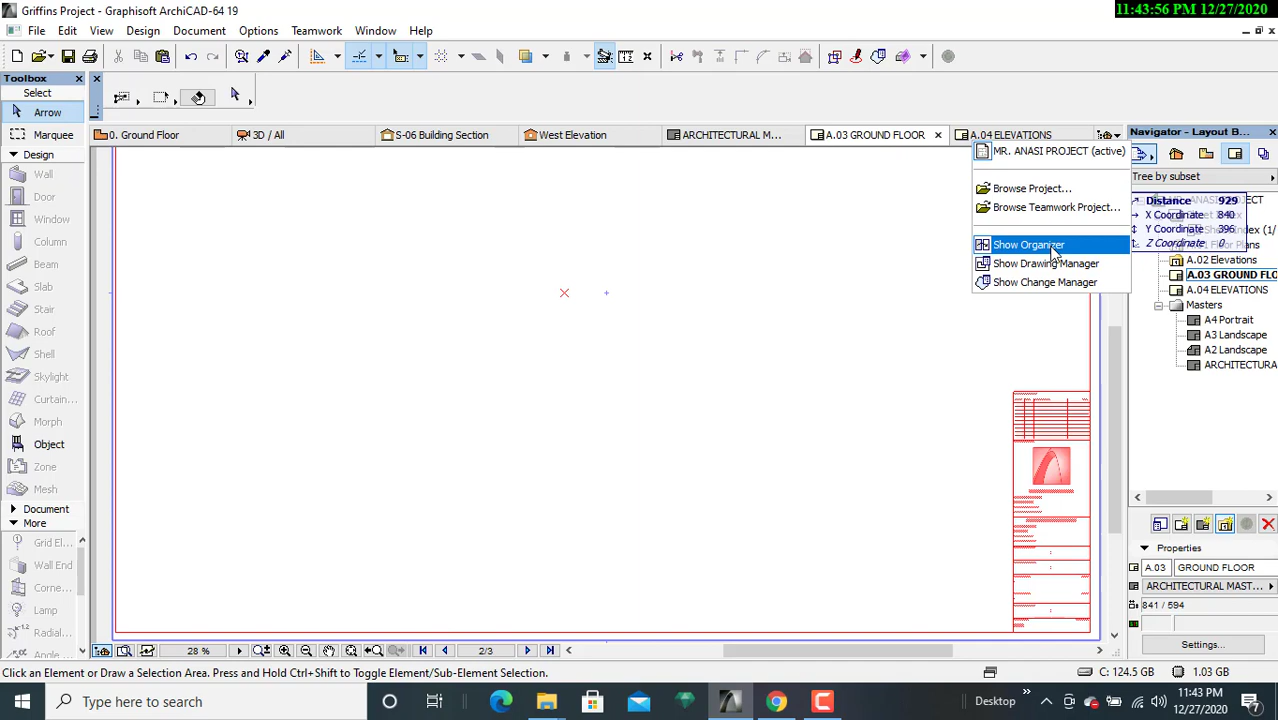 Griffins Project - Graphisoft ArchiCAD-64 19
11:43:56 PM 12/27/2020
File Edit View Design Document Options Teamwork Window Help
Toolbox
Select
Arrow
Marquee
Design
Wall
Door
Window
Column
Beam
Slab
Stair
Roof
Shell
Skylight
Curtain...
Morph
Object
Zone
Mesh
Document
More
Grid El...
Wall End
Corne...
Lamp
Radial...
Angle
0. Ground Floor
3D / All
S-06 Building Section
West Elevation
ARCHITECTURAL M...
A.03 GROUND FLOOR
A.04 ELEVATIONS
MR. ANASI PROJECT (active)
Browse Project...
Browse Teamwork Project...
Show Organizer
Show Drawing Manager
Show Change Manager
Navigator - Layout B...
Tree by subset
Distance 929
X Coordinate 840
Y Coordinate 396
Z Coordinate 0
A.02 Elevations
A.03 GROUND FLO
A.04 ELEVATIONS
Masters
A4 Portrait
A3 Landscape
A2 Landscape
ARCHITECTURA
Properties
A.03 GROUND FLOOR
ARCHITECTURAL MAST...
841 / 594
Settings...
28 %
2/3
Click an Element or Draw a Selection Area. Press and Hold Ctrl+Shift to Toggle Element/Sub-Element Selection.
C: 124.5 GB
1.03 GB
Type here to search
Desktop
11:43 PM
12/27/2020
7